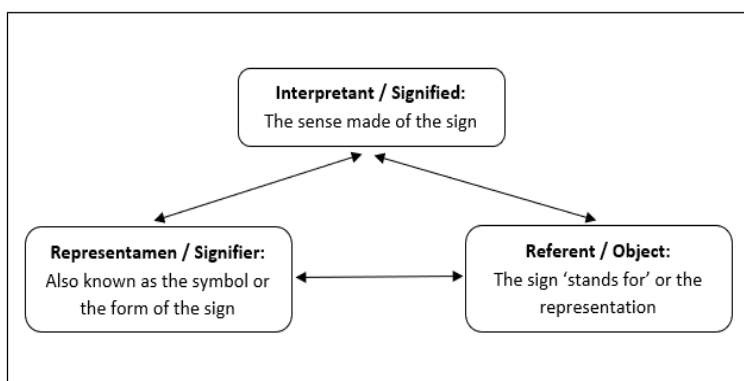 Interpretant / Signified:
The sense made of the sign
Representamen / Signifier:
Also known as the symbol or
the form of the sign
Referent / Object:
The sign ‘stands for’ or the
representation